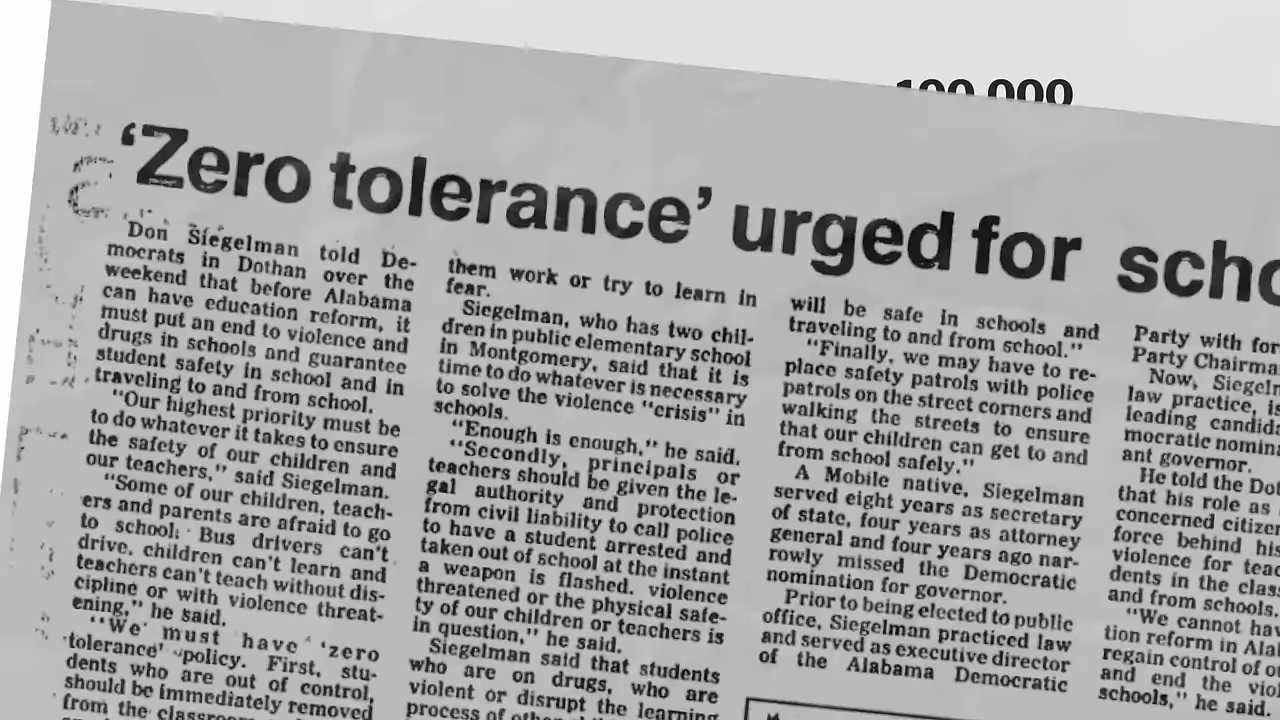 'Zero tolerance' urged for
Don Siegelman told De-
mocrats in Dothan over the
weekend that before Alabama
can have education reform, it
must put an end to violence and
drugs in schools and guarantee
student safety in school and in
traveling to and from school.
"Our highest priority must be
to do whatever it takes to ensure
the safety of our children and
our teachers," said Siegelman.
"Some of our children, teach-
ers and parents are afraid to go
to school. Bus drivers can't
drive, children can't learn and
teachers can't teach without dis-
cipline or with violence threat-
ening," he said.
"We must have 'zero
tolerance' policy. First, stu-
dents who are out of control,
should be immediately removed
from the
them work or try to learn in
fear.
Siegelman, who has two chil-
dren in public elementary school
in Montgomery, said that it is
time to do whatever is necessary
to solve the violence "crisis" in
schools.
"Enough is enough," he said.
"Secondly, principals or
teachers should be given the le-
gal authority and protection
from civil liability to call police
to have a student arrested and
taken out of school at the instant
a weapon is flashed, violence
threatened or the physical safe-
ty of our children or teachers is
in question," he said.
Siegelman said that students
who are on drugs, who are
violent or disrupt the learning
process of
will be safe in schools and
traveling to and from school."
"Finally, we may have to re-
place safety patrols with police
patrols on the street corners and
walking the streets to ensure
that our children can get to and
from school safely."
A Mobile native, Siegelman
served eight years as secretary
of state, four years as attorney
general and four years ago nar-
rowly missed the Democratic
nomination for governor.
Prior to being elected to public
office, Siegelman practiced law
and served as executive director
of the Alabama Democratic
Party with
Party
Now,
law practice,
leading
mocratic
ant governor.
He told the
that his role as
concerned
force behind
violence for
dents in the
and from schools.
"We cannot
tion reform in
regain control of
and end the
schools," he said.